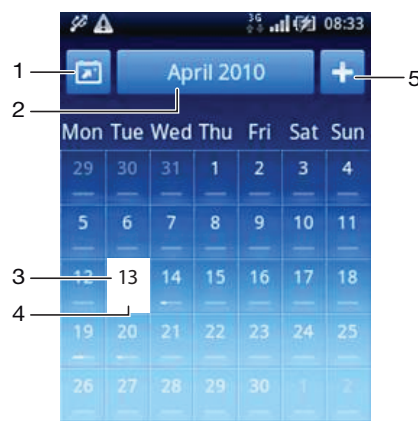 3G 08:33
1 April 2010 5
2
Mon Tue Wed Thu Fri Sat Sun
29 30 31 1 2 3 4
5 6 7 8 9 10 11
3 12 13 14 15 16 17 18
4
19 20 21 22 23 24 25
26 27 28 29 30 1 2